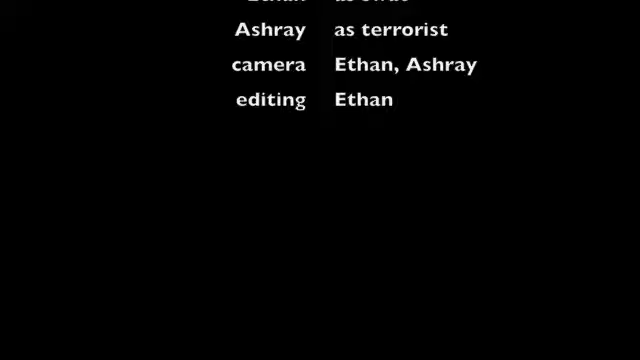 Ashray as terrorist
camera Ethan, Ashray
editing Ethan